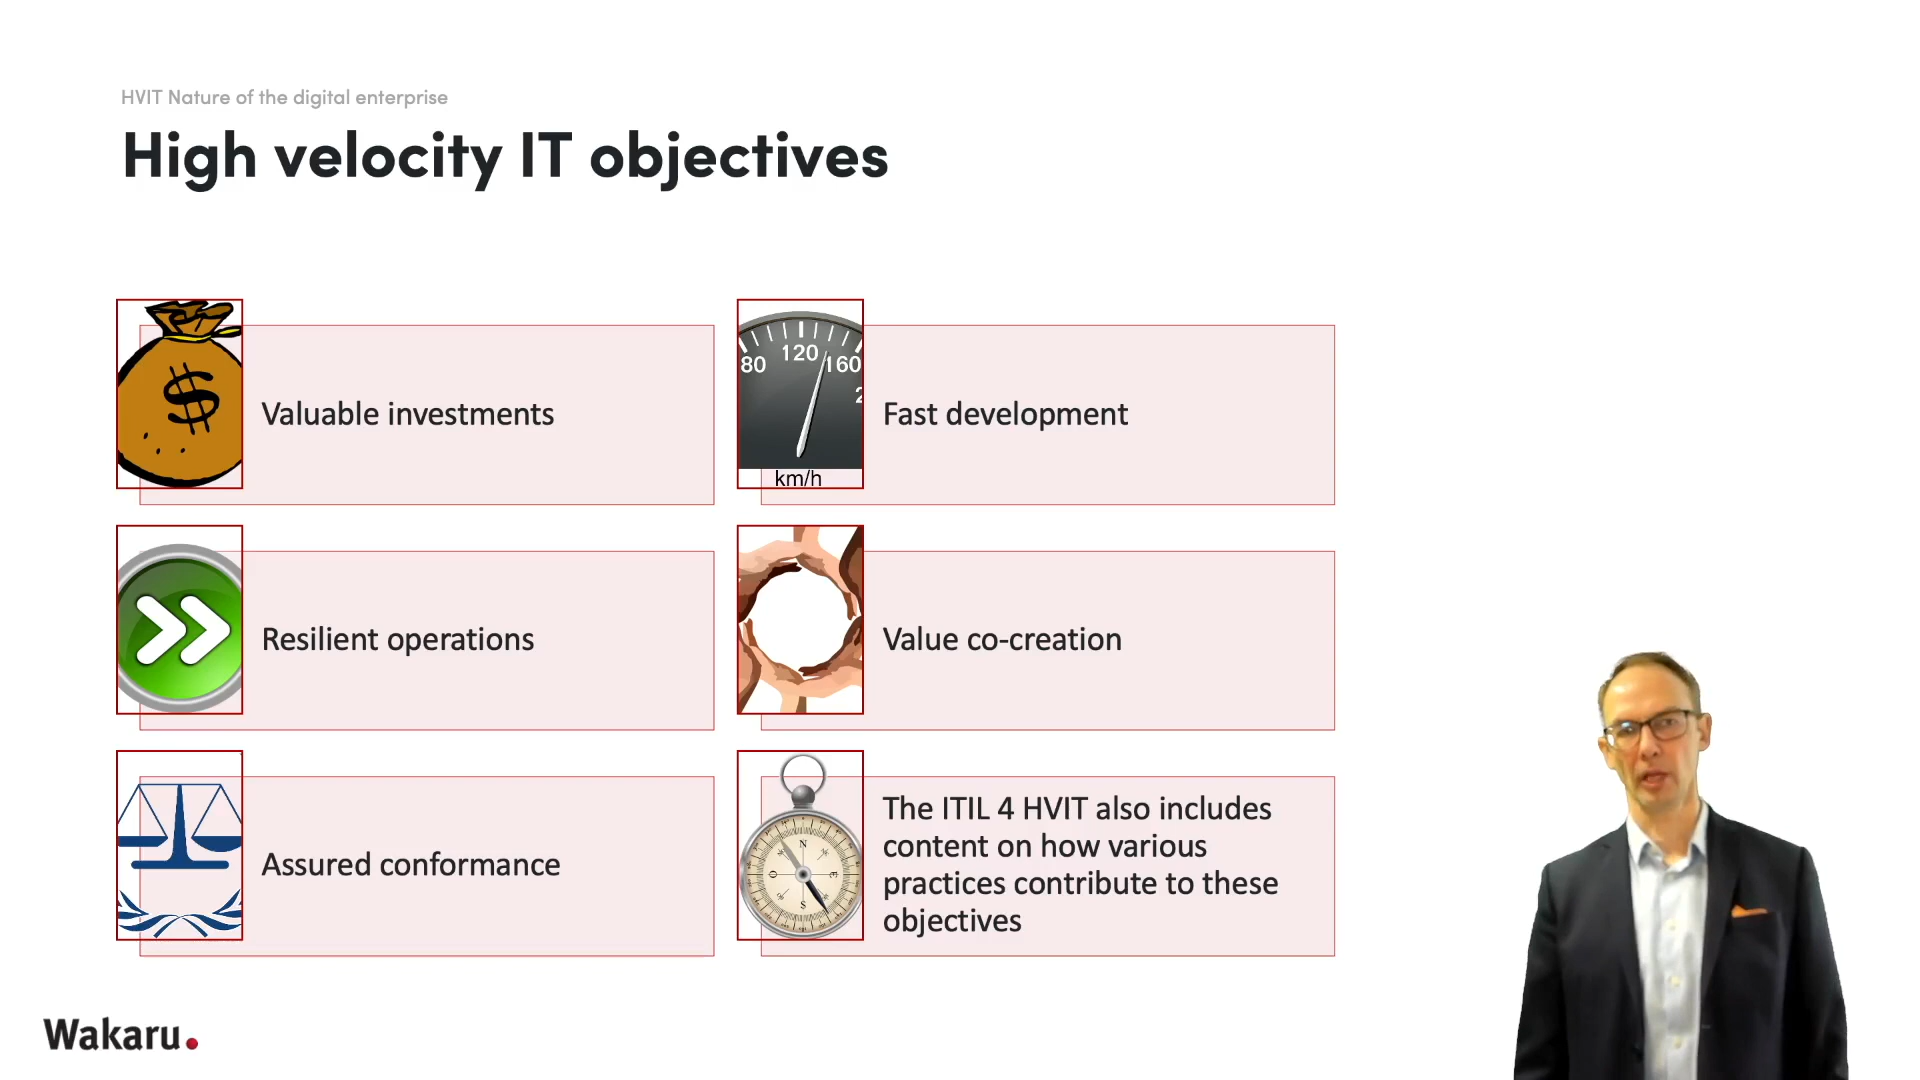 HVIT Nature of the digital enterprise
High velocity IT objectives
$
Valuable investments
80
120
160
2
km/h
Fast development
Resilient operations
Value co-creation
Assured conformance
N
E
S
O
The ITIL 4 HVIT also includes
content on how various
practices contribute to these
objectives
Wakaru.